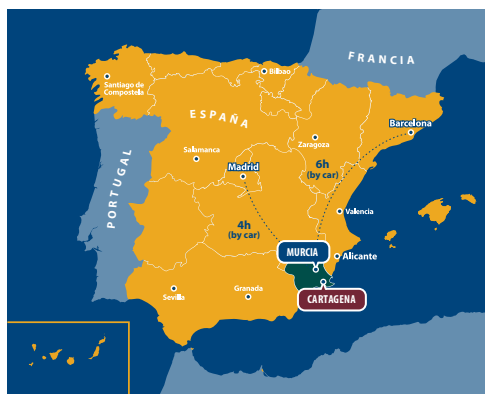 FRANCIA
Bilbao
Santiago de
Compostela
ESPAÑA
Barcelona
Zaragoza
Salamanca
PORTUGAL
Madrid
6h
(by car)
Valencia
4h
(by car)
MURCIA
Alicante
CARTAGENA
Sevilla
Granada